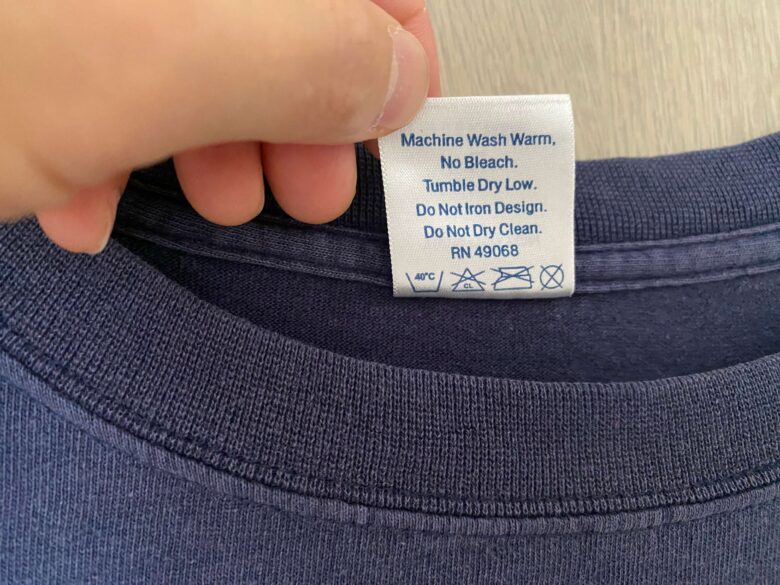 Machine Wash Warm,
No Bleach.
Tumble Dry Low.
Do Not Iron Design.
Do Not Dry Clean.
RN 49068
40°C CL